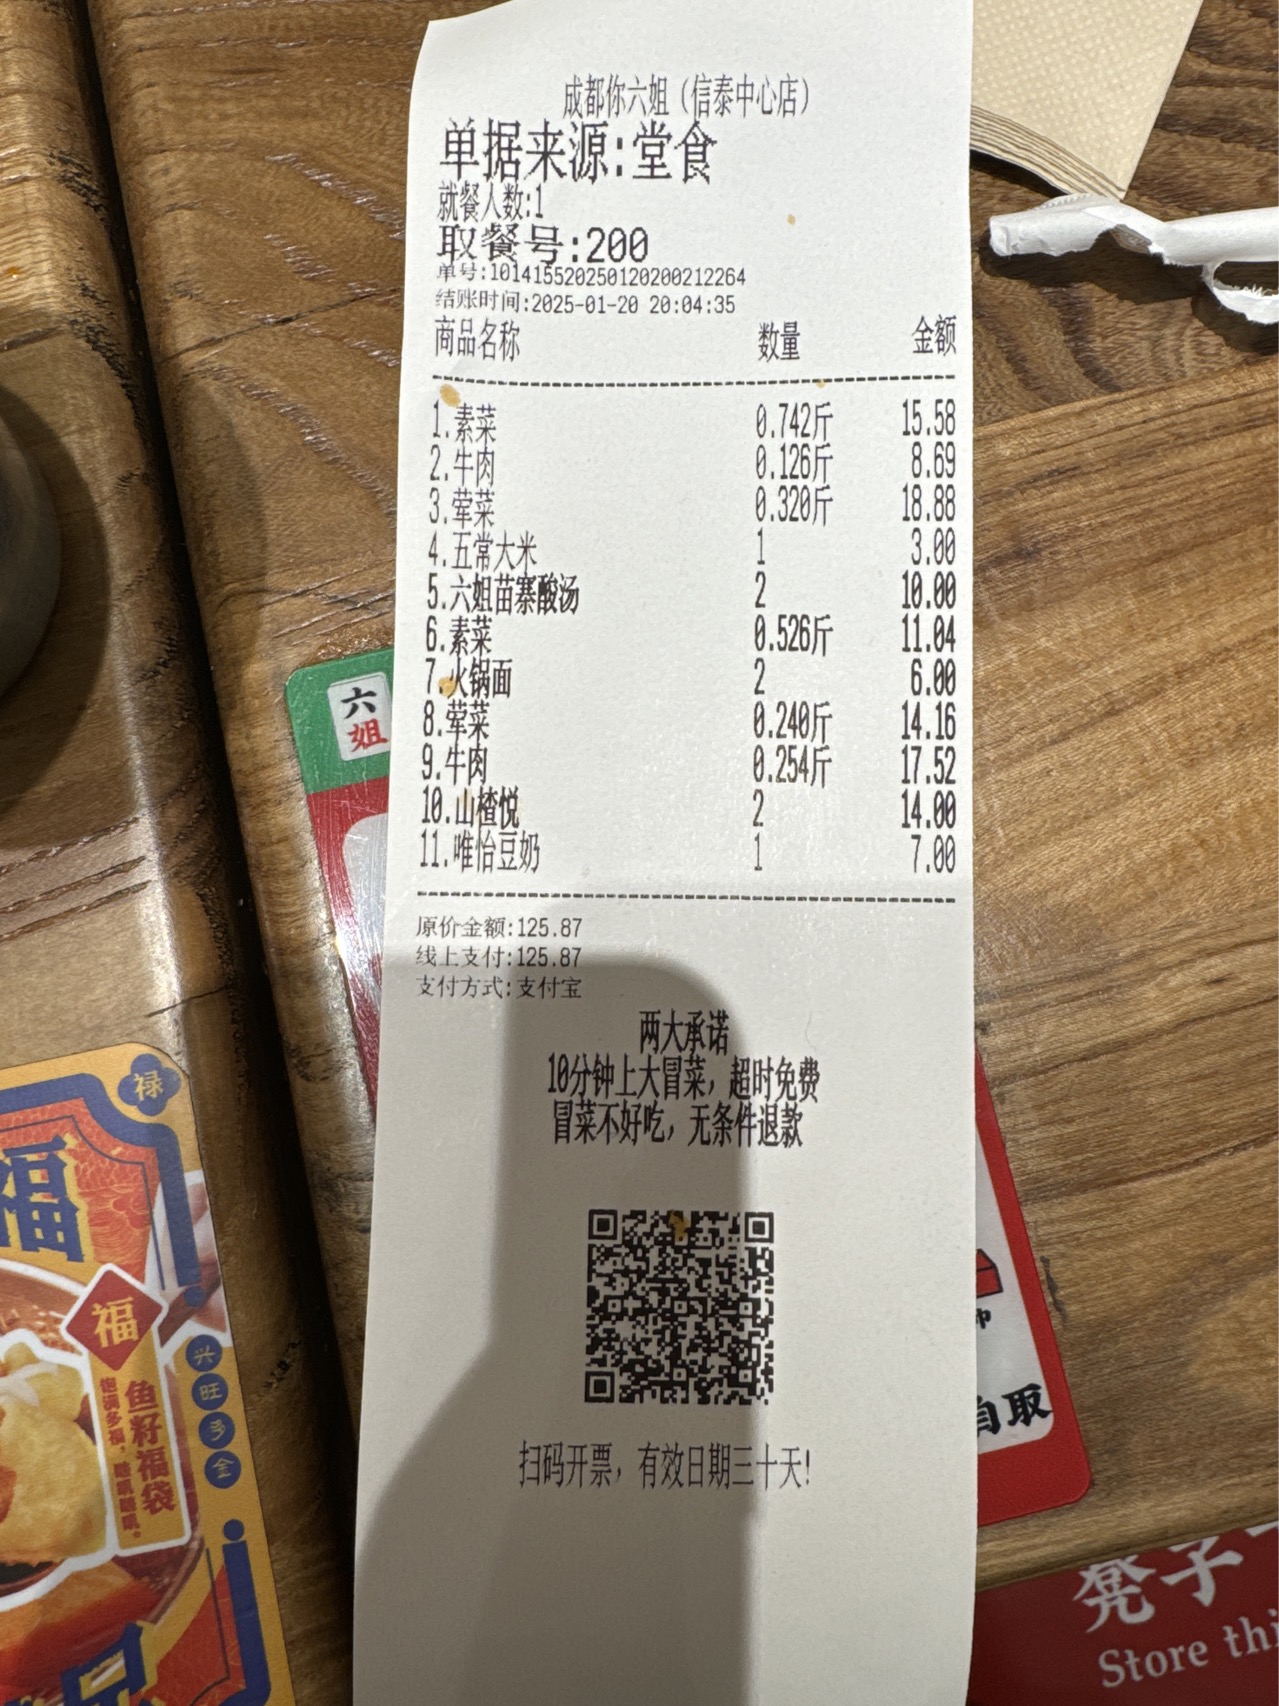 成都你六姐（信泰中心店）
单据来源:堂食
就餐人数:1
取餐号:200
单号:101415520250120200212264
结账时间:2025-01-20 20:04:35
商品名称 数量 金额
1.素菜 0.742斤 15.58
2.牛肉 0.126斤 8.69
3.荤菜 0.320斤 18.88
4.五常大米 1 3.00
5.六姐苗寨酸汤 2 10.00
6.素菜 0.526斤 11.04
7.火锅面 2 6.00
8.荤菜 0.240斤 14.16
9.牛肉 0.254斤 17.52
10.山楂悦 2 14.00
11.唯怡豆奶 1 7.00
原价金额:125.87
线上支付:125.87
支付方式:支付宝
两大承诺
10分钟上大冒菜，超时免费
冒菜不好吃，无条件退款
扫码开票，有效日期三十天!
六姐
禄
福
福
鱼籽福袋
兴旺多金
自取
凳子
Store thi